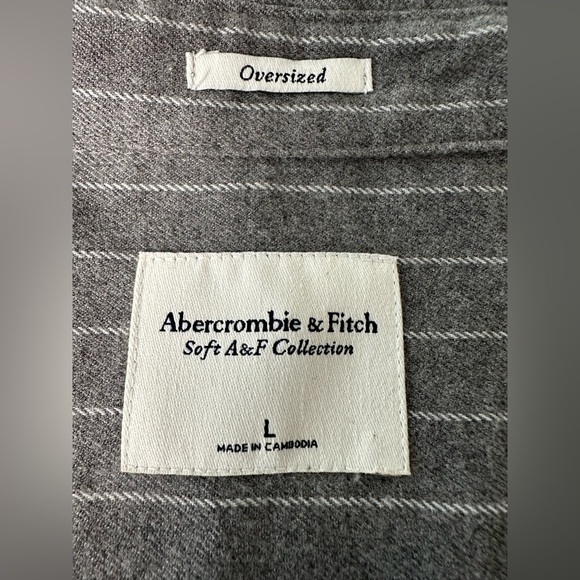 Oversized
Abercrombie & Fitch
Soft A&F Collection
L
MADE IN CAMBODIA